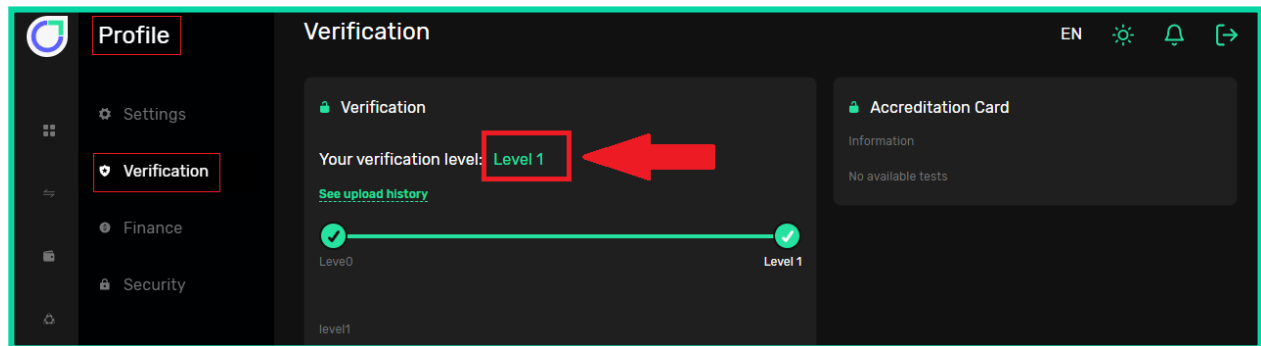 Profile
Verification
EN
Settings
Verification
Finance
Security
Verification
Your verification level: Level 1
See upload history
Leve0
Level 1
level1
Accreditation Card
Information
No available tests